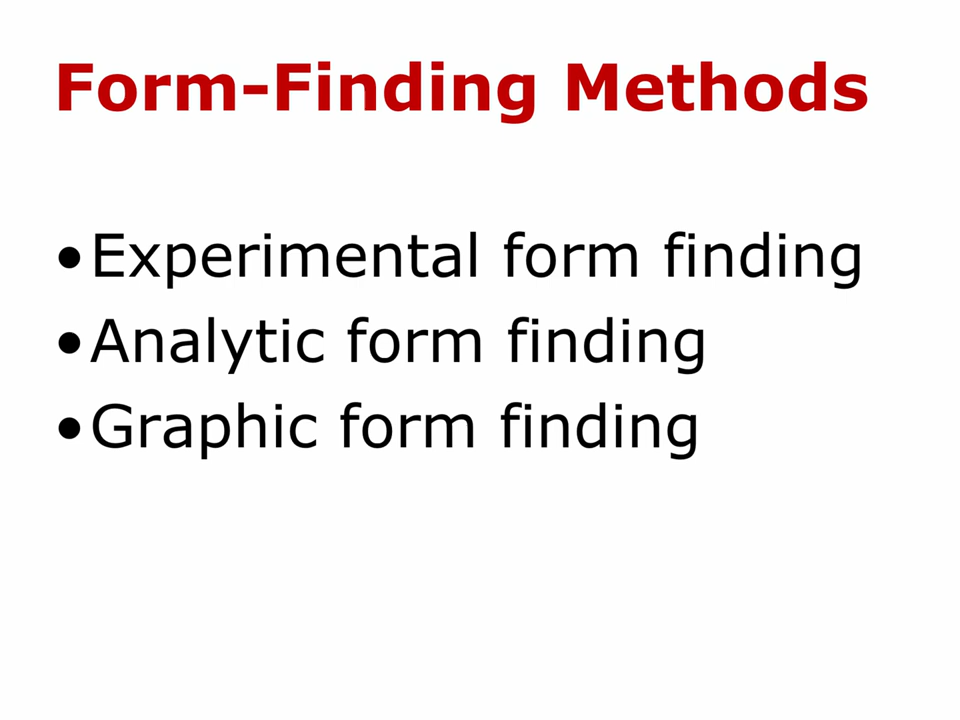 Form-Finding Methods
•Experimental form finding
•Analytic form finding
•Graphic form finding